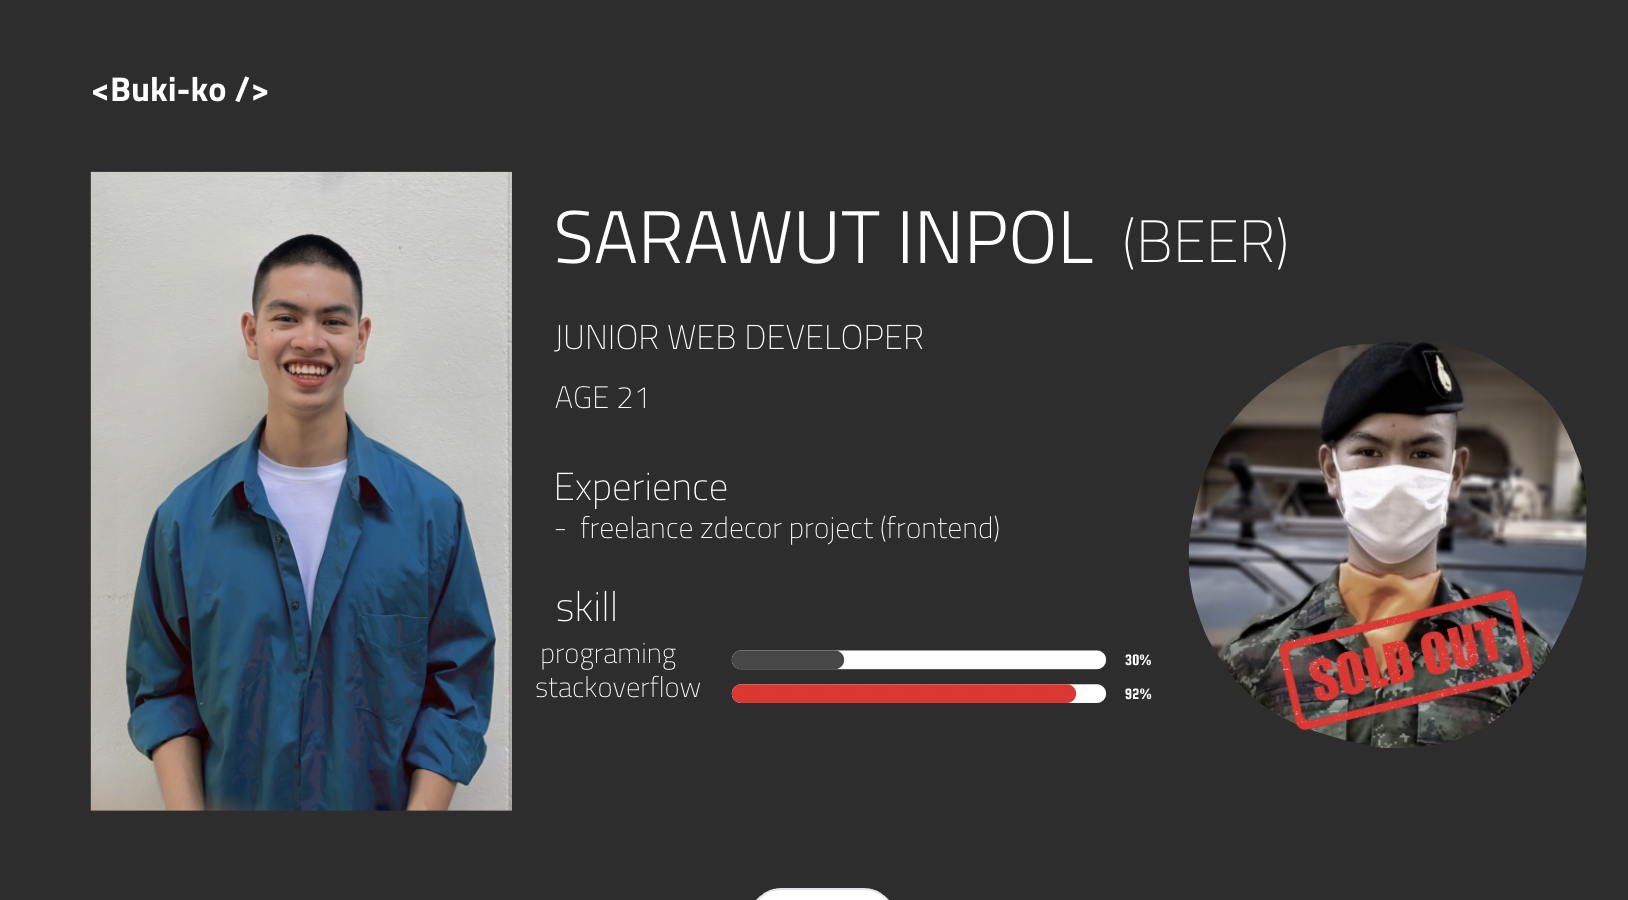 <Buki-ko />
SARAWUT INPOL (BEER)
JUNIOR WEB DEVELOPER
AGE 21
Experience
- freelance zdecor project (frontend)
skill
programing 30%
stackoverflow 92%
SOLD OUT